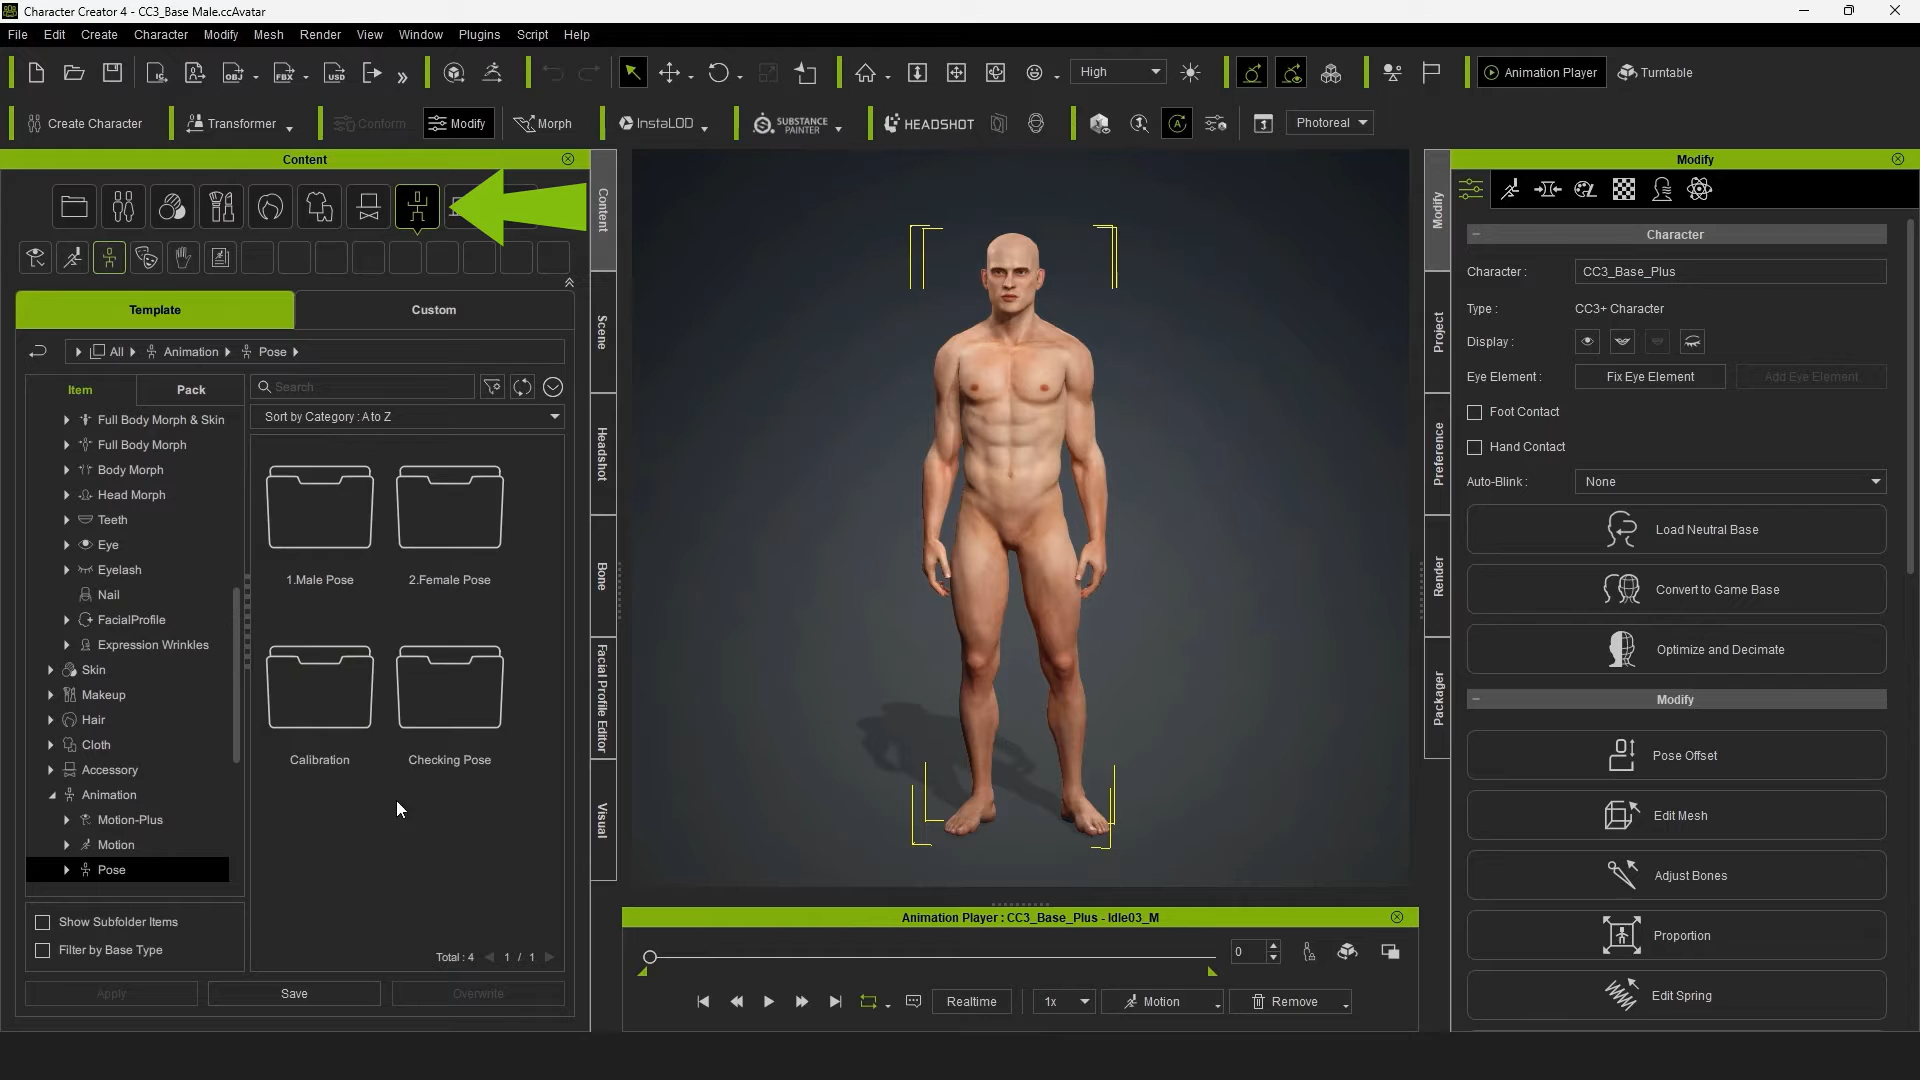 Character Creator 4 - CC3_Base Male.ccAvatar
File Edit Create Character Modify Mesh Render View Window Plugins Script Help
High
Animation Player
Turntable
Create Character
Transformer
Conform
Modify
Morph
InstaLOD
SUBSTANCE PAINTER
HEADSHOT
Photoreal
Content
Template
Custom
All
Animation
Pose
Item
Pack
Search
Sort by Category : A to Z
Full Body Morph & Skin
Full Body Morph
Body Morph
Head Morph
Teeth
Eye
Eyelash
Nail
FacialProfile
Expression Wrinkles
Skin
Makeup
Hair
Cloth
Accessory
Animation
Motion-Plus
Motion
Pose
1.Male Pose
2.Female Pose
Calibration
Checking Pose
Show Subfolder Items
Filter by Base Type
Total : 4 1 / 1
Apply
Save
Overwrite
Content
Scene
Headshot
Bone
Facial Profile Editor
Visual
Animation Player : CC3_Base_Plus - Idle03_M
0
Realtime
1x
Motion
Remove
Modify
Project
Preference
Render
Packager
Modify
Character
Character :
CC3_Base_Plus
Type :
CC3+ Character
Display :
Eye Element :
Fix Eye Element
Add Eye Element
Foot Contact
Hand Contact
Auto-Blink :
None
Load Neutral Base
Convert to Game Base
Optimize and Decimate
Modify
Pose Offset
Edit Mesh
Adjust Bones
Proportion
Edit Spring